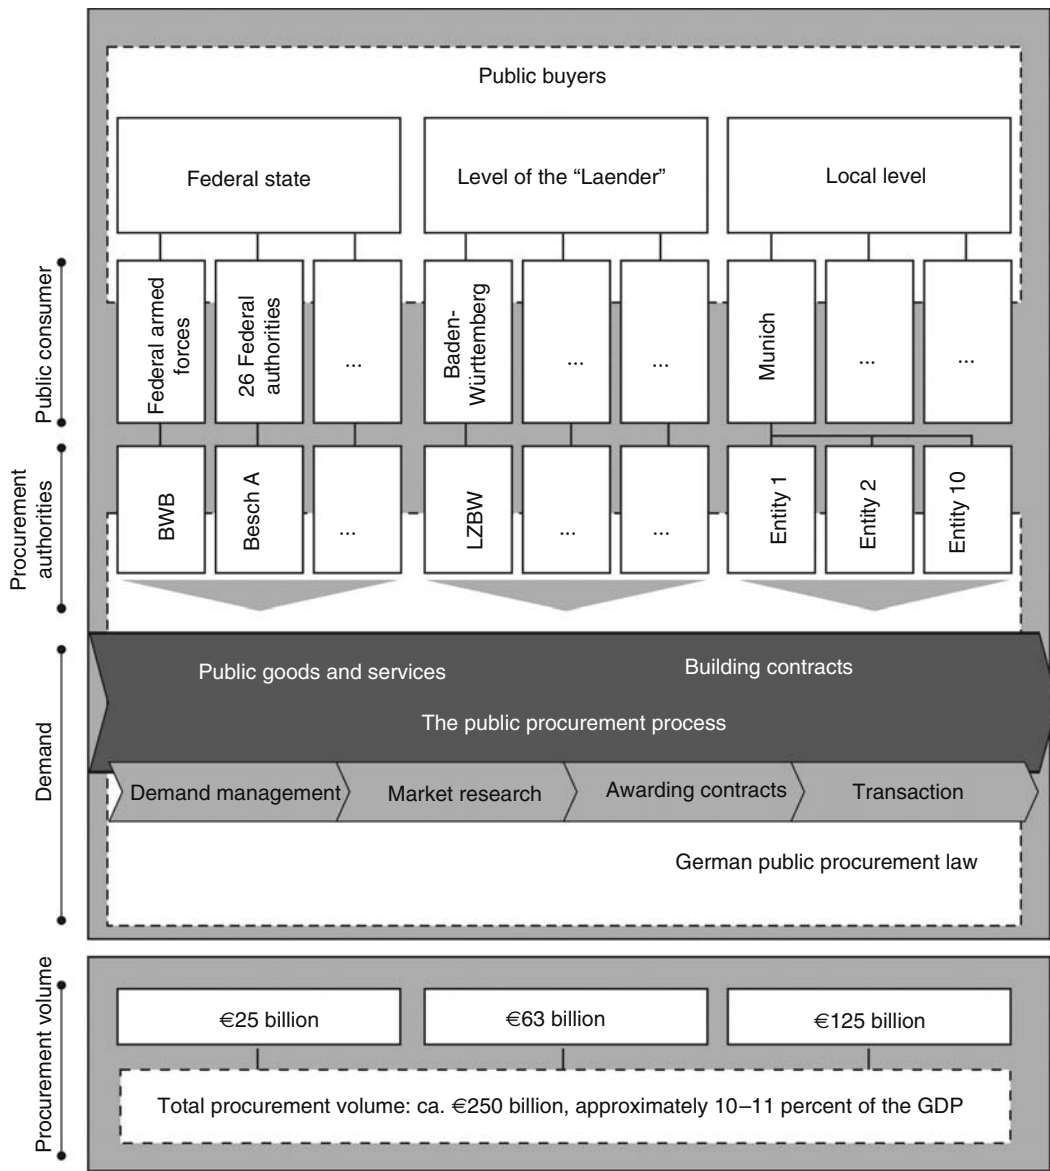 Public buyers
Federal state
Level of the “Laender”
Local level
Public consumer
Federal armed
forces
26 Federal
authorities
...
Baden-
Württemberg
...
...
Munich
...
...
Procurement
authorities
BWB
Besch A
...
LZBW
...
...
Entity 1
Entity 2
Entity 10
Demand
Public goods and services
Building contracts
The public procurement process
Demand management
Market research
Awarding contracts
Transaction
German public procurement law
Procurement volume
€25 billion
€63 billion
€125 billion
Total procurement volume: ca. €250 billion, approximately 10–11 percent of the GDP